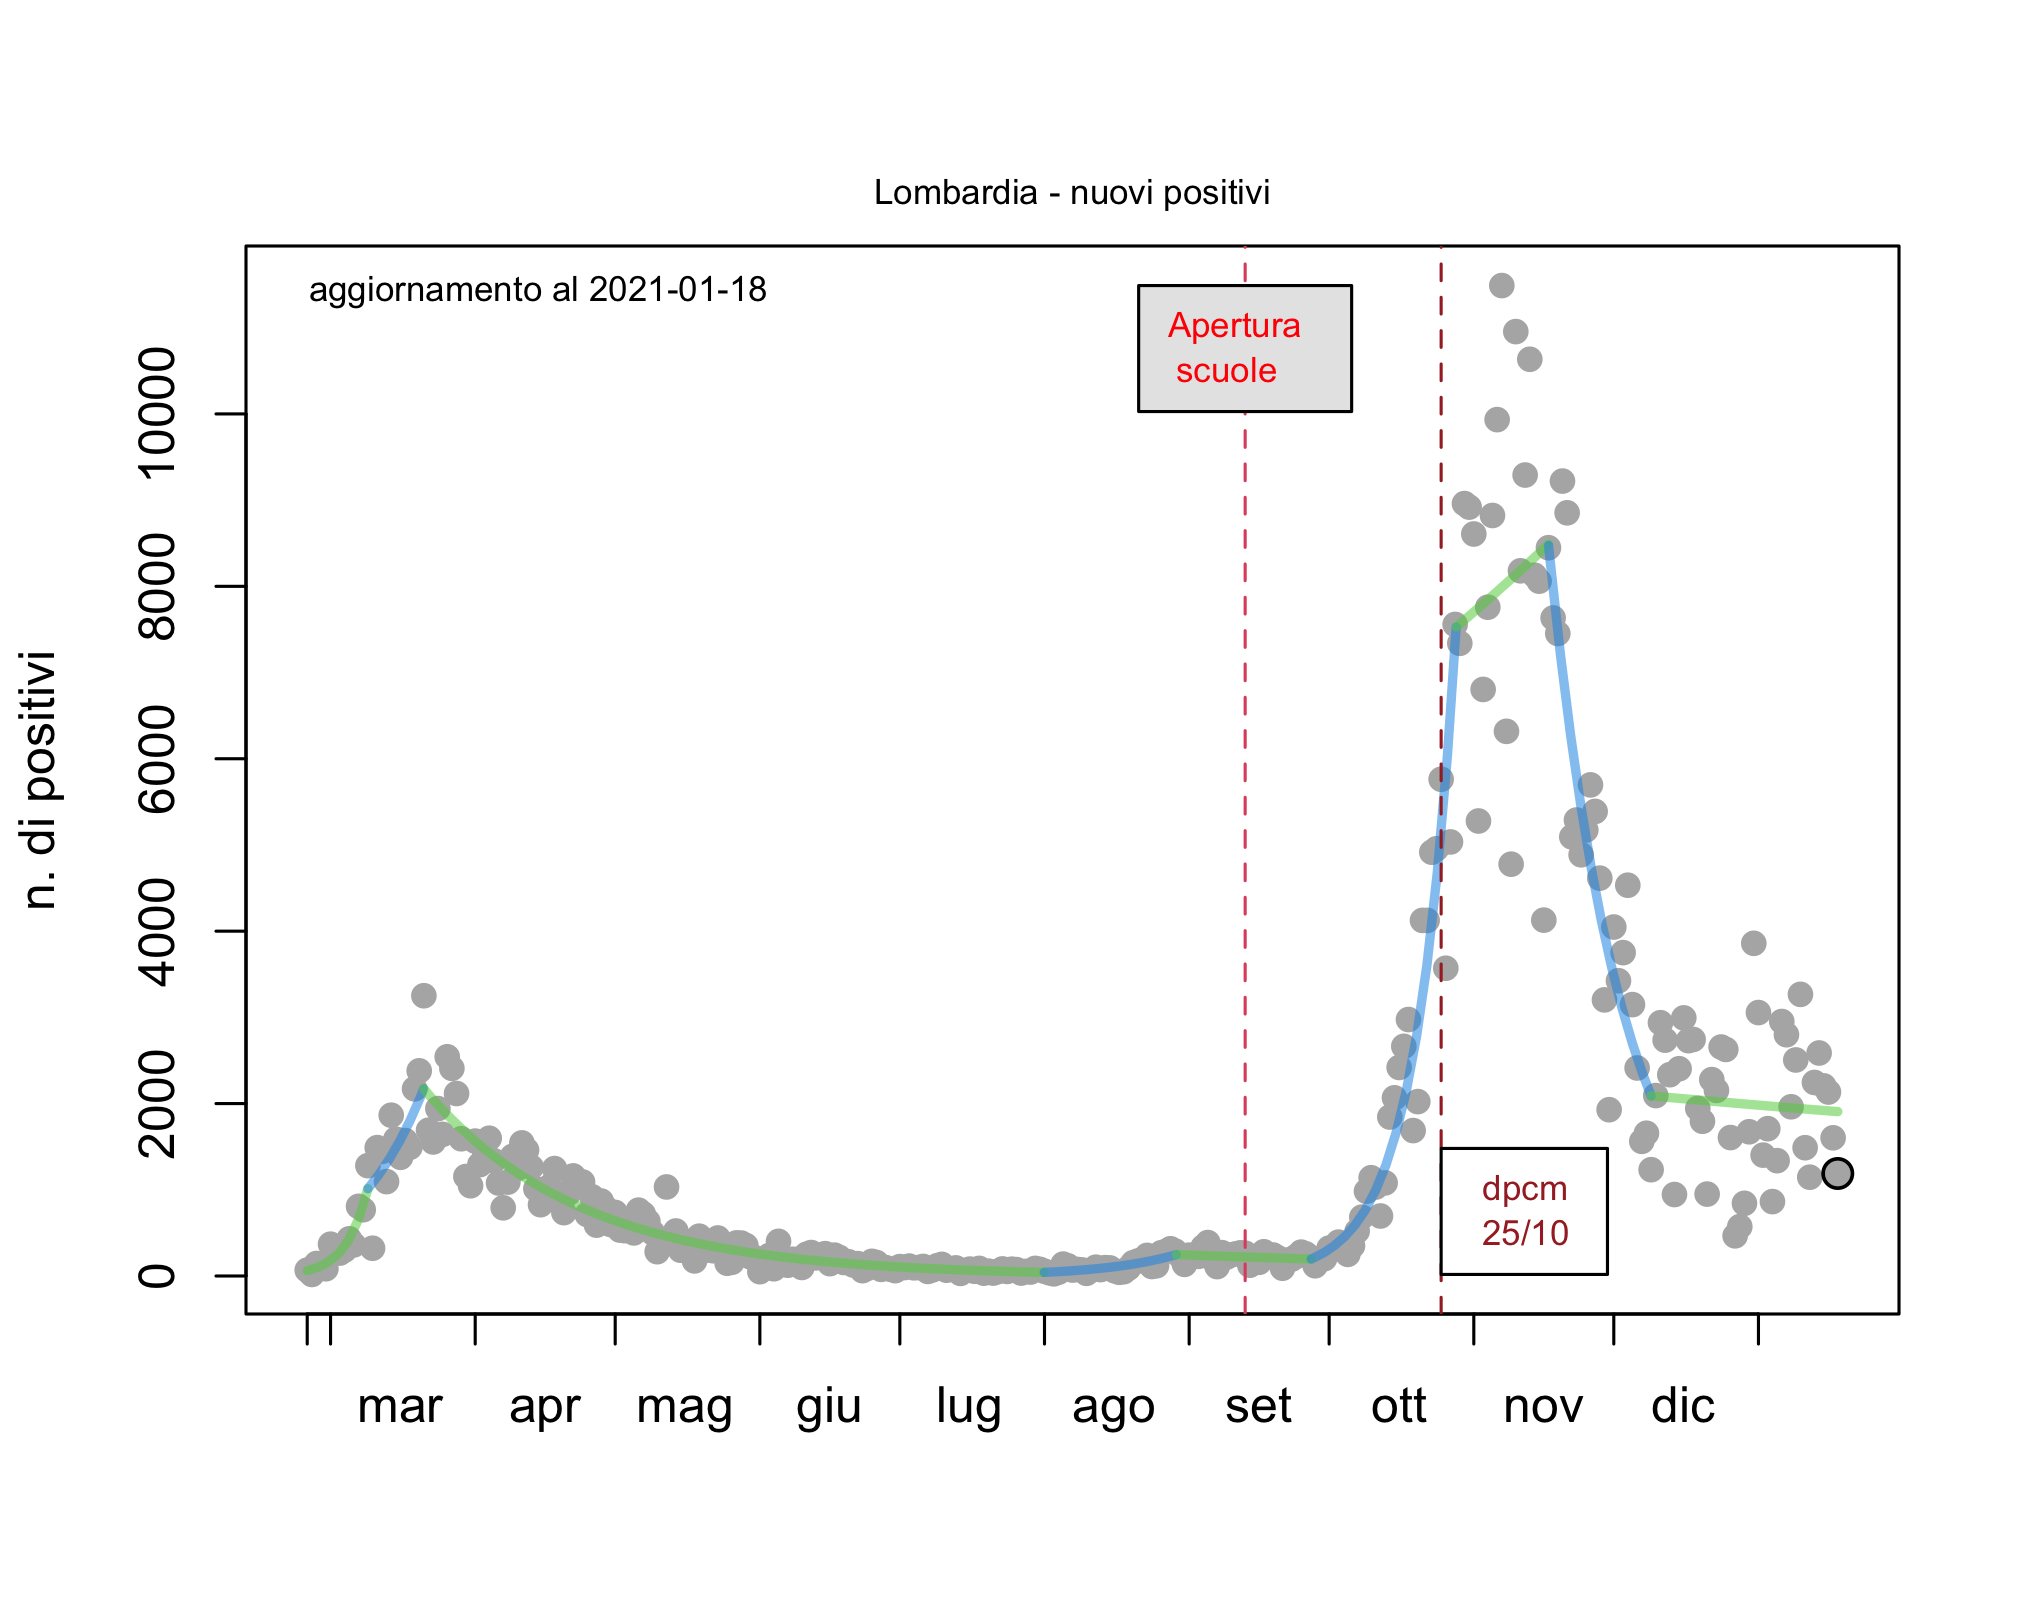 Lombardia - nuovi positivi
aggiornamento al 2021-01-18
Apertura
scuole
n. di positivi
10000
8000
6000
4000
2000
0
dpcm
25/10
mar apr mag giu lug ago set ott nov dic